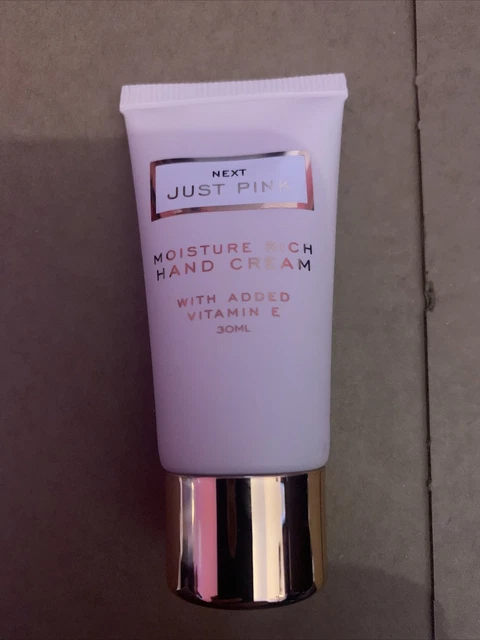 NEXT
JUST PINK
MOISTURE RICH
HAND CREAM
WITH ADDED
VITAMIN E
30ML